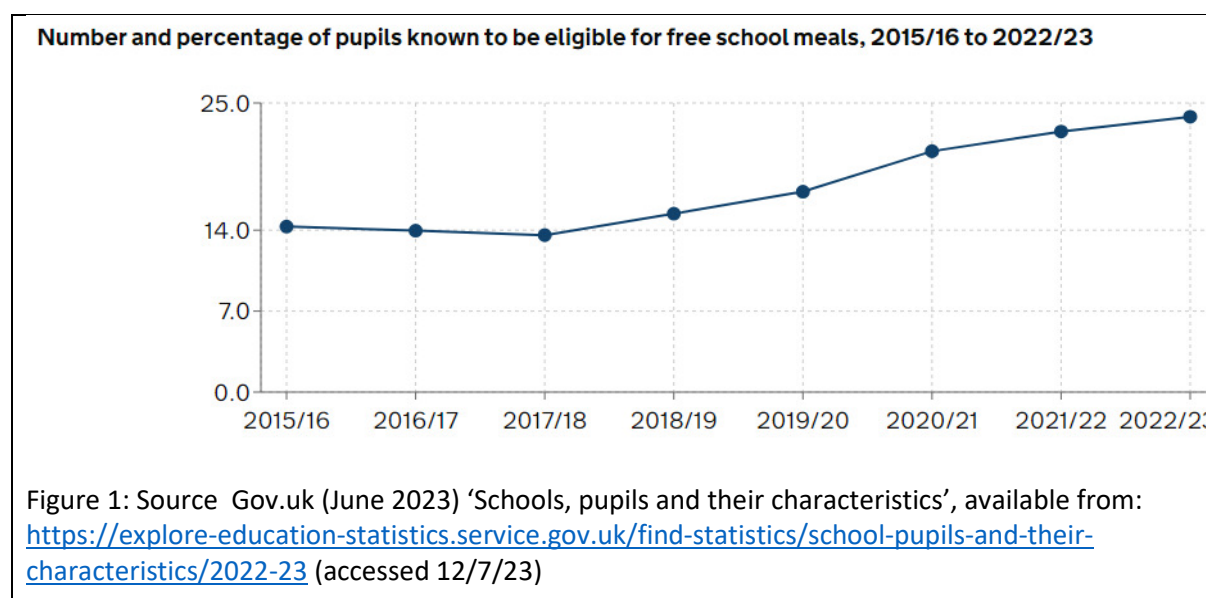 Number and percentage of pupils known to be eligible for free school meals, 2015/16 to 2022/23
25.0
14.0
7.0
0.0
2015/16 2016/17 2017/18 2018/19 2019/20 2020/21 2021/22 2022/23
Figure 1: Source  Gov.uk (June 2023) ‘Schools, pupils and their characteristics’, available from:
https://explore-education-statistics.service.gov.uk/find-statistics/school-pupils-and-their-
characteristics/2022-23 (accessed 12/7/23)